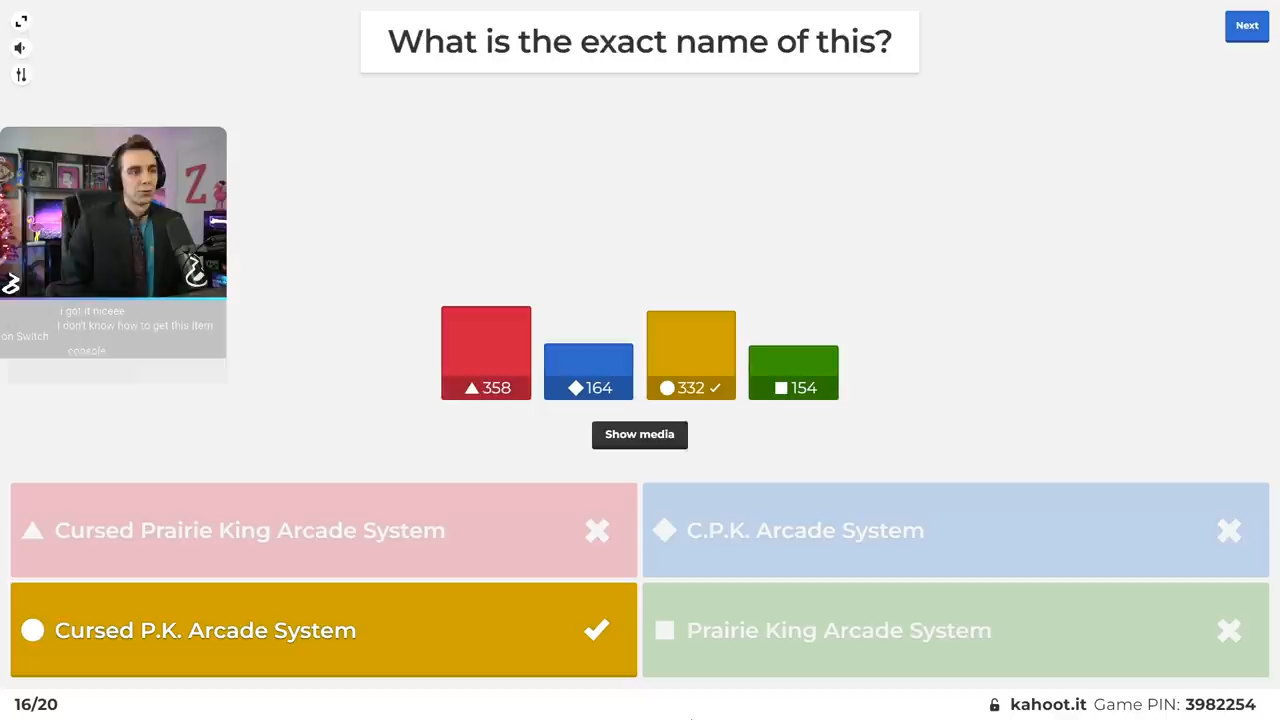 What is the exact name of this?
Next
i got it niceee
I don't know how to get this item
on Switch
console.
358
164
332
154
Show media
Cursed Prairie King Arcade System
C.P.K. Arcade System
Cursed P.K. Arcade System
Prairie King Arcade System
16/20
kahoot.it Game PIN: 3982254